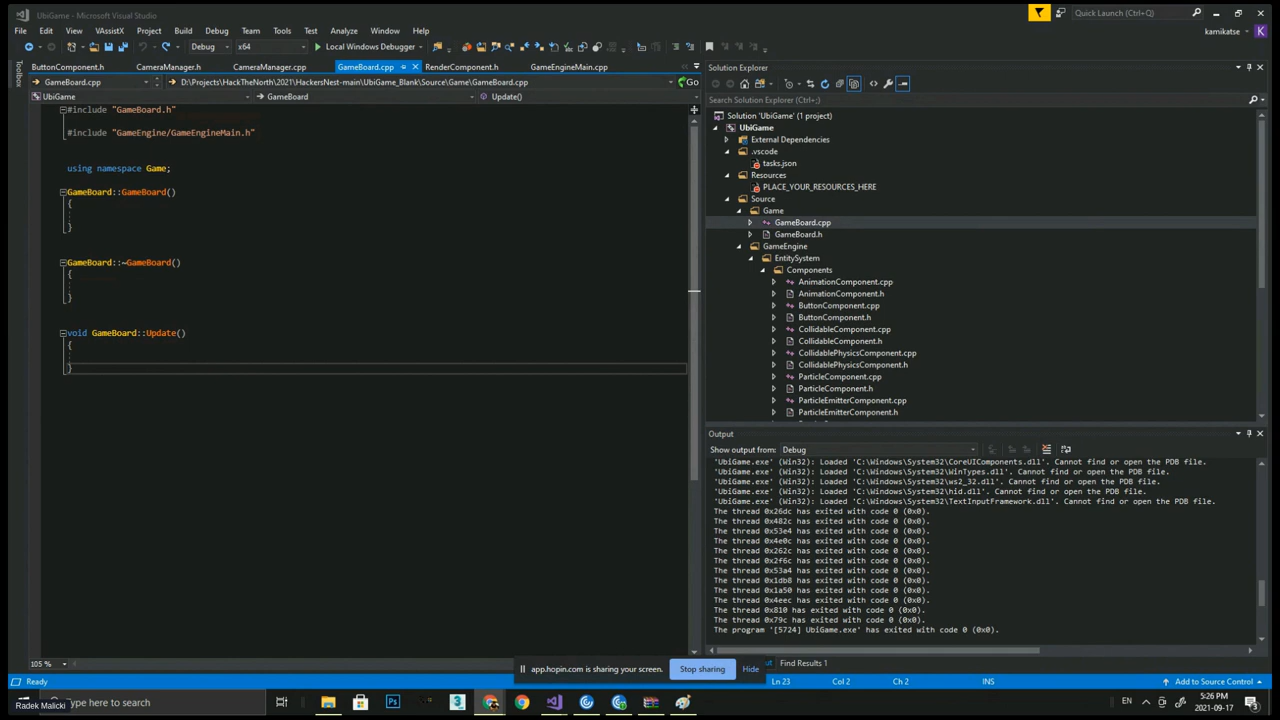 UbiGame - Microsoft Visual Studio
Quick Launch (Ctrl+;)
File Edit View VAssistX Project Build Debug Team Tools Test Analyze Window Help
kamikatse K
Debug x64 Local Windows Debugger
ButtonComponent.h CameraManager.h CameraManager.cpp GameBoard.cpp RenderComponent.h GameEngineMain.cpp
Toolbox
GameBoard.cpp D:\Projects\HackTheNorth\2021\HackersNest-main\UbiGame_Blank\Source\Game\GameBoard.cpp Go
UbiGame GameBoard Update()
#include "GameBoard.h"
#include "GameEngine/GameEngineMain.h"
using namespace Game;
GameBoard::GameBoard()
{
}
GameBoard::~GameBoard()
{
}
void GameBoard::Update()
{
}
105 %
Solution Explorer
Search Solution Explorer (Ctrl+;)
Solution 'UbiGame' (1 project)
UbiGame
External Dependencies
.vscode
tasks.json
Resources
PLACE_YOUR_RESOURCES_HERE
Source
Game
GameBoard.cpp
GameBoard.h
GameEngine
EntitySystem
Components
AnimationComponent.cpp
AnimationComponent.h
ButtonComponent.cpp
ButtonComponent.h
CollidableComponent.cpp
CollidableComponent.h
CollidablePhysicsComponent.cpp
CollidablePhysicsComponent.h
ParticleComponent.cpp
ParticleComponent.h
ParticleEmitterComponent.cpp
ParticleEmitterComponent.h
Output
Show output from: Debug
'UbiGame.exe' (Win32): Loaded 'C:\Windows\System32\CoreUIComponents.dll'. Cannot find or open the PDB file.
'UbiGame.exe' (Win32): Loaded 'C:\Windows\System32\WinTypes.dll'. Cannot find or open the PDB file.
'UbiGame.exe' (Win32): Loaded 'C:\Windows\System32\ws2_32.dll'. Cannot find or open the PDB file.
'UbiGame.exe' (Win32): Loaded 'C:\Windows\System32\hid.dll'. Cannot find or open the PDB file.
'UbiGame.exe' (Win32): Loaded 'C:\Windows\System32\TextInputFramework.dll'. Cannot find or open the PDB file.
The thread 0x26dc has exited with code 0 (0x0).
The thread 0x482c has exited with code 0 (0x0).
The thread 0x53e4 has exited with code 0 (0x0).
The thread 0x4e0c has exited with code 0 (0x0).
The thread 0x262c has exited with code 0 (0x0).
The thread 0x2f6c has exited with code 0 (0x0).
The thread 0x53a4 has exited with code 0 (0x0).
The thread 0x1db8 has exited with code 0 (0x0).
The thread 0x1a50 has exited with code 0 (0x0).
The thread 0x4eec has exited with code 0 (0x0).
The thread 0x810 has exited with code 0 (0x0).
The thread 0x79c has exited with code 0 (0x0).
The program '[5724] UbiGame.exe' has exited with code 0 (0x0).
app.hopin.com is sharing your screen. Stop sharing Hide
Find Results 1
Ready Ln 23 Col 2 Ch 2 INS Add to Source Control
Type here to search
Radek Malicki
Ps
3
EN
5:26 PM
2021-09-17
3